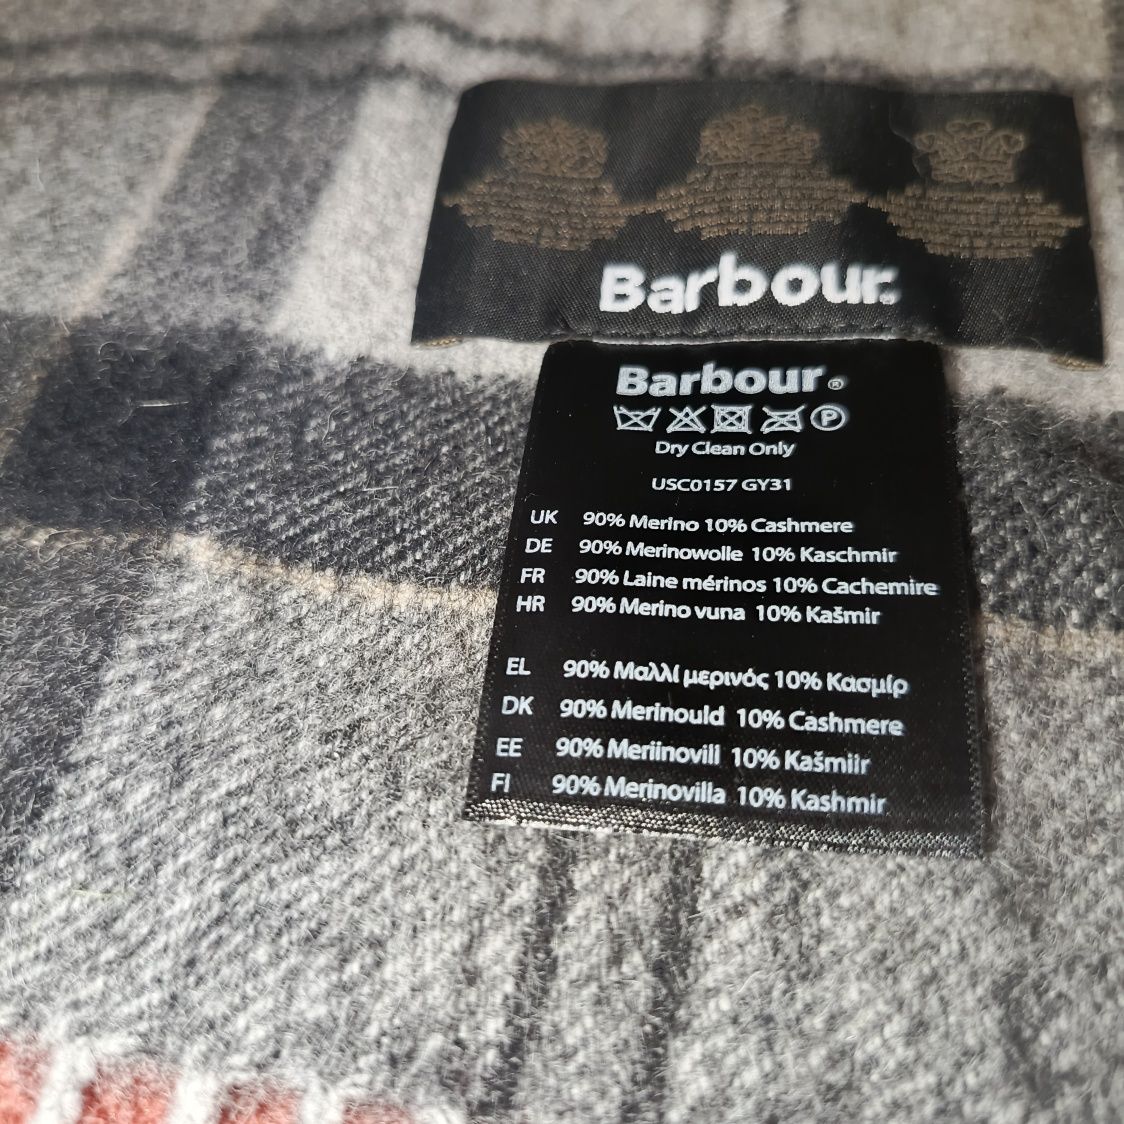 Barbour®
Barbour®
P
Dry Clean Only
USC0157 GY31
UK 90% Merino 10% Cashmere
DE 90% Merinowolle 10% Kaschmir
FR 90% Laine mérinos 10% Cachemire
HR 90% Merino vuna 10% Kašmir
EL 90% Μαλλί μερινός 10% Κασμίρ
DK 90% Merinould 10% Cashmere
EE 90% Meriinovill 10% Kašmiir
FI 90% Merinovilla 10% Kashmir